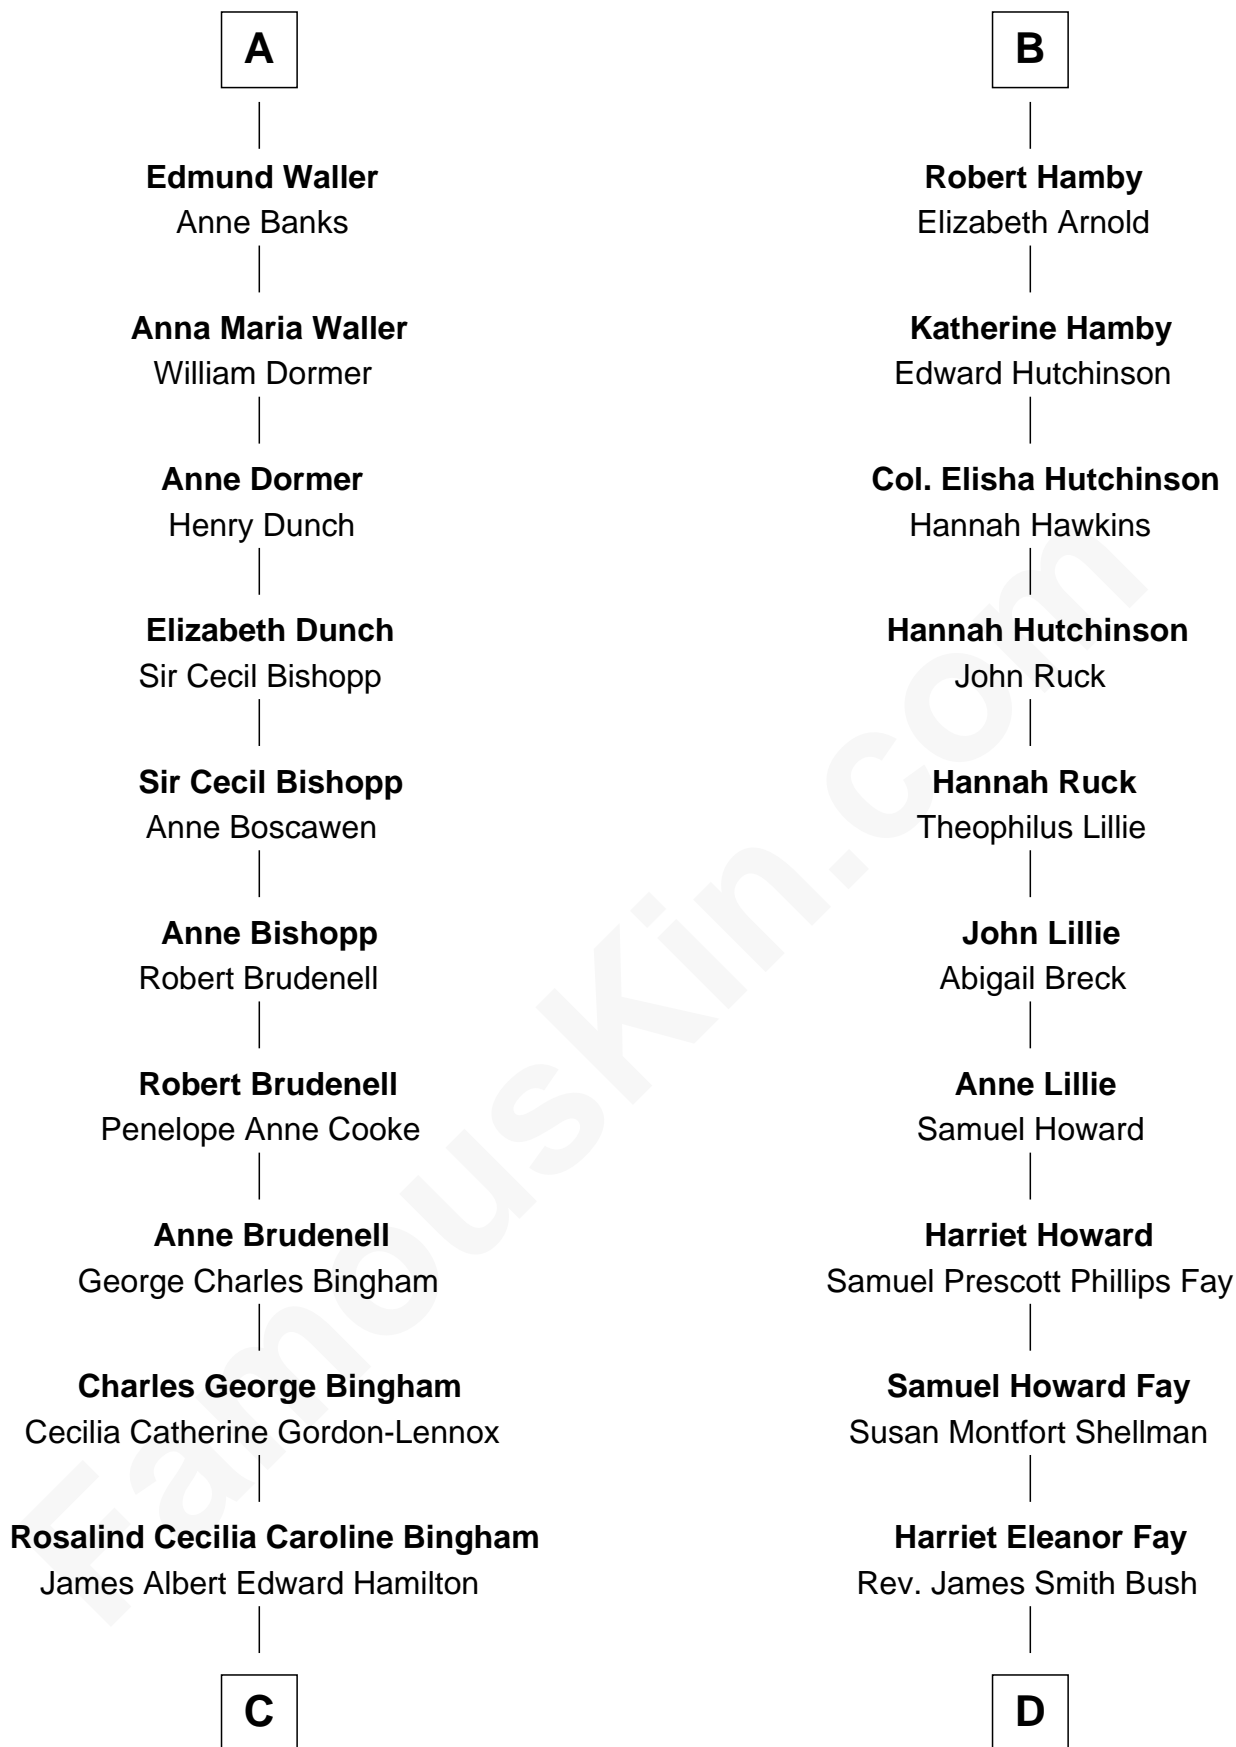 A
Edmund Waller
Anne Banks
Anna Maria Waller
William Dormer
Anne Dormer
Henry Dunch
Elizabeth Dunch
Sir Cecil Bishopp
Sir Cecil Bishopp
Anne Boscawen
Anne Bishopp
Robert Brudenell
Robert Brudenell
Penelope Anne Cooke
Anne Brudenell
George Charles Bingham
Charles George Bingham
Cecilia Catherine Gordon-Lennox
Rosalind Cecilia Caroline Bingham
James Albert Edward Hamilton
C
B
Robert Hamby
Elizabeth Arnold
Katherine Hamby
Edward Hutchinson
Col. Elisha Hutchinson
Hannah Hawkins
Hannah Hutchinson
John Ruck
Hannah Ruck
Theophilus Lillie
John Lillie
Abigail Breck
Anne Lillie
Samuel Howard
Harriet Howard
Samuel Prescott Phillips Fay
Samuel Howard Fay
Susan Montfort Shellman
Harriet Eleanor Fay
Rev. James Smith Bush
D
FamousKin.com